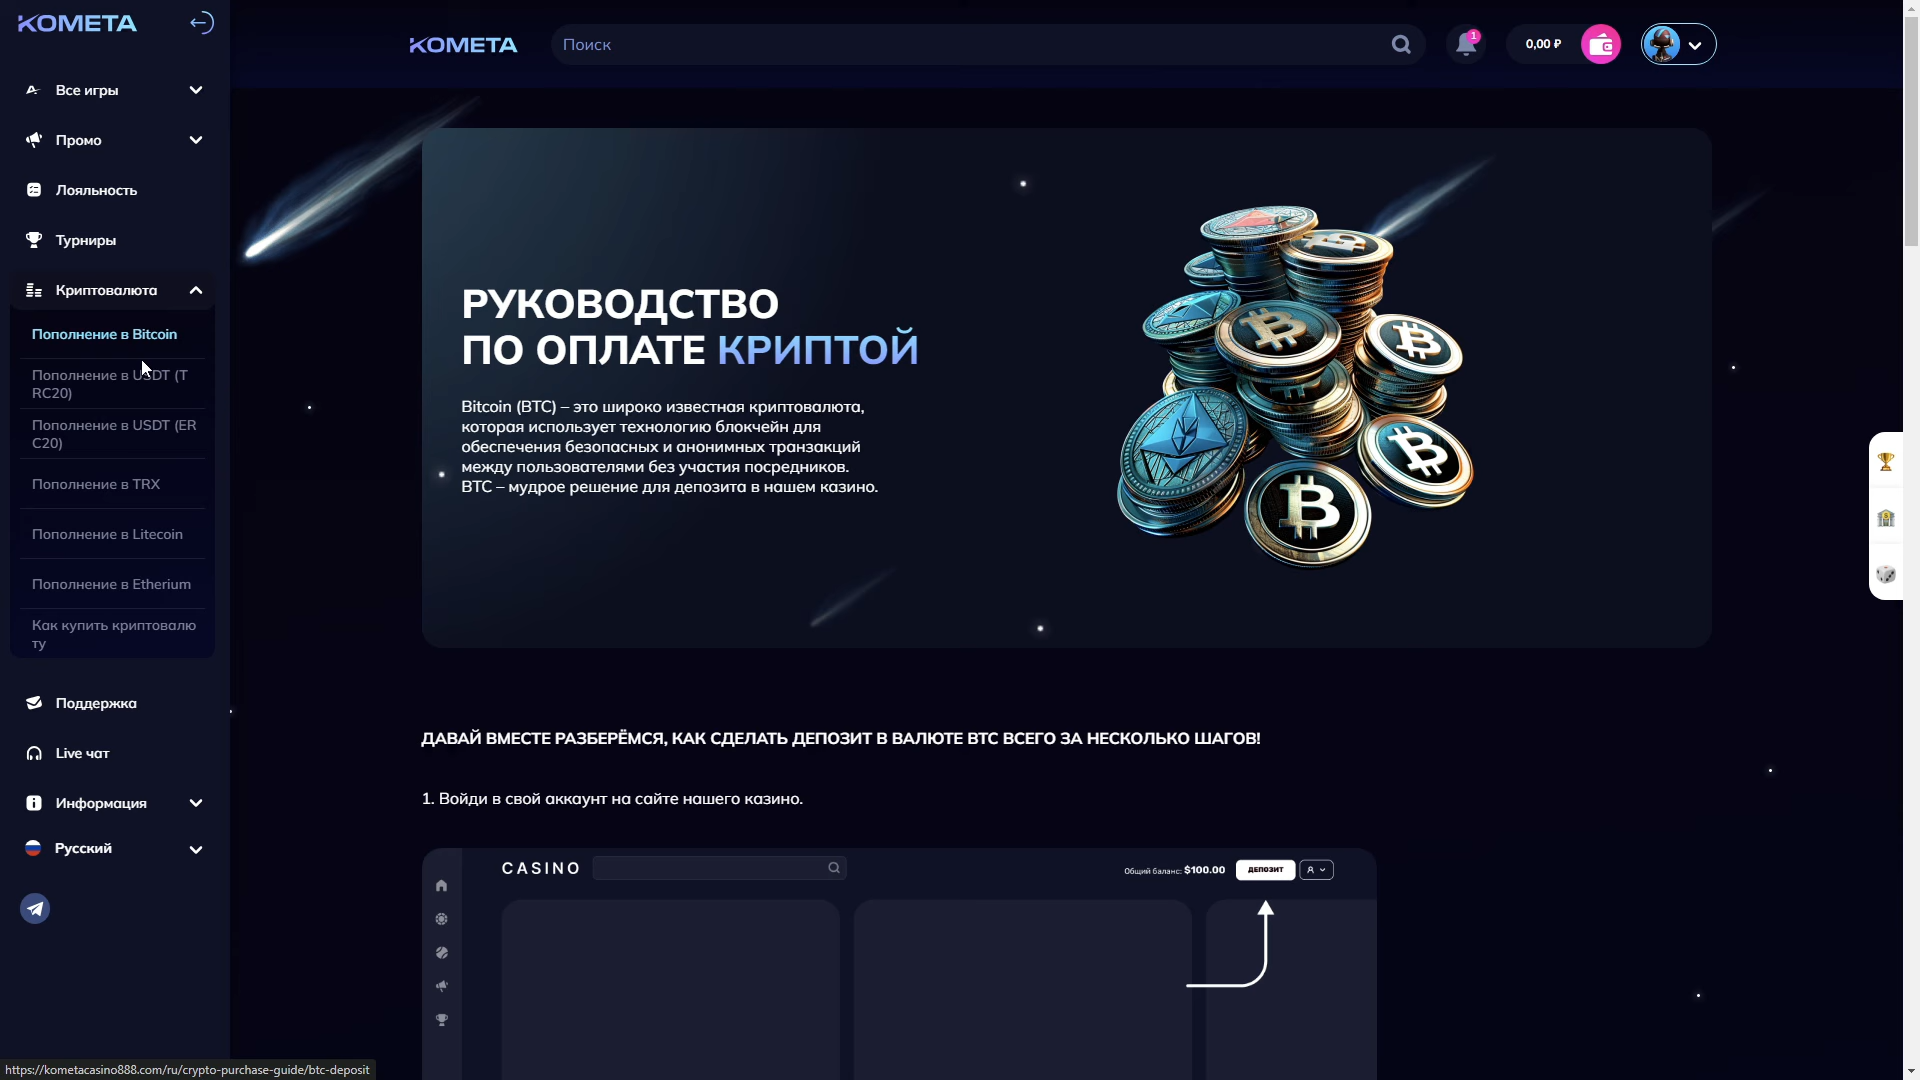 KOMETA
Все игры
Промо
Лояльность
Турниры
Криптовалюта
Пополнение в Bitcoin
Пополнение в USDT (T
RC20)
Пополнение в USDT (ER
C20)
Пополнение в TRX
Пополнение в Litecoin
Пополнение в Etherium
Как купить криптовалю
ту
Поддержка
Live чат
Информация
Русский
KOMETA
Поиск
1
0,00 ₽
РУКОВОДСТВО
ПО ОПЛАТЕ КРИПТОЙ
Bitcoin (BTC) – это широко известная криптовалюта,
которая использует технологию блокчейн для
обеспечения безопасных и анонимных транзакций
между пользователями без участия посредников.
BTC – мудрое решение для депозита в нашем казино.
ДАВАЙ ВМЕСТЕ РАЗБЕРЁМСЯ, КАК СДЕЛАТЬ ДЕПОЗИТ В ВАЛЮТЕ BTC ВСЕГО ЗА НЕСКОЛЬКО ШАГОВ!
1. Войди в свой аккаунт на сайте нашего казино.
CASINO
Общий баланс: $100.00
ДЕПОЗИТ
https://kometacasino888.com/ru/crypto-purchase-guide/btc-deposit